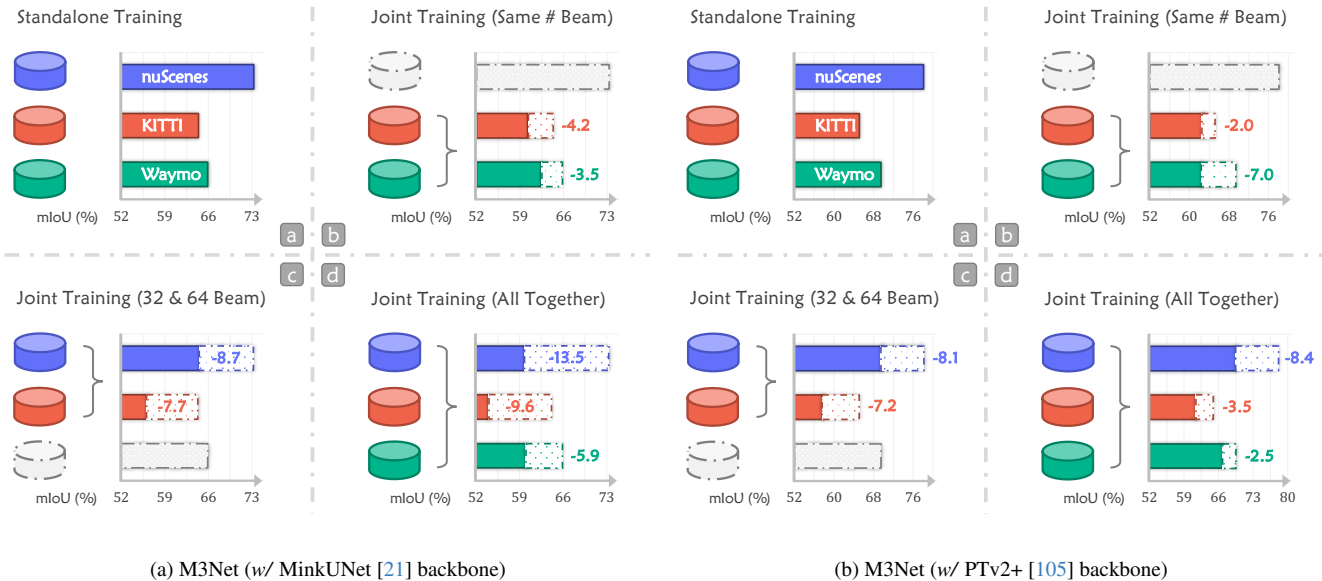 Standalone Training
nuScenes
KITTI
Waymo
mIoU (%)
52 59 66 73
a
Joint Training (Same # Beam)
-4.2
-3.5
mIoU (%)
52 59 66 73
b
Joint Training (32 & 64 Beam)
-8.7
-7.7
mIoU (%)
52 59 66 73
c
Joint Training (All Together)
-13.5
-9.6
-5.9
mIoU (%)
52 59 66 73
d
(a) M3Net (w/ MinkUNet [21] backbone)
Standalone Training
nuScenes
KITTI
Waymo
mIoU (%)
52 60 68 76
a
Joint Training (Same # Beam)
-2.0
-7.0
mIoU (%)
52 60 68 76
b
Joint Training (32 & 64 Beam)
-8.1
-7.2
mIoU (%)
52 60 68 76
c
Joint Training (All Together)
-8.4
-3.5
-2.5
mIoU (%)
52 59 66 73 80
d
(b) M3Net (w/ PTv2+ [105] backbone)